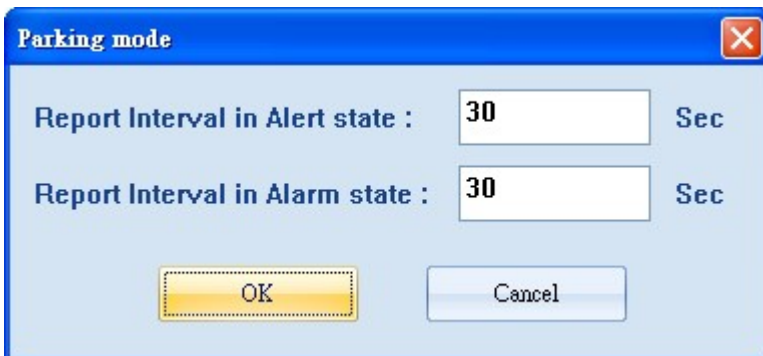 Parking mode
Report Interval in Alert state : 30 Sec
Report Interval in Alarm state : 30 Sec
OK Cancel